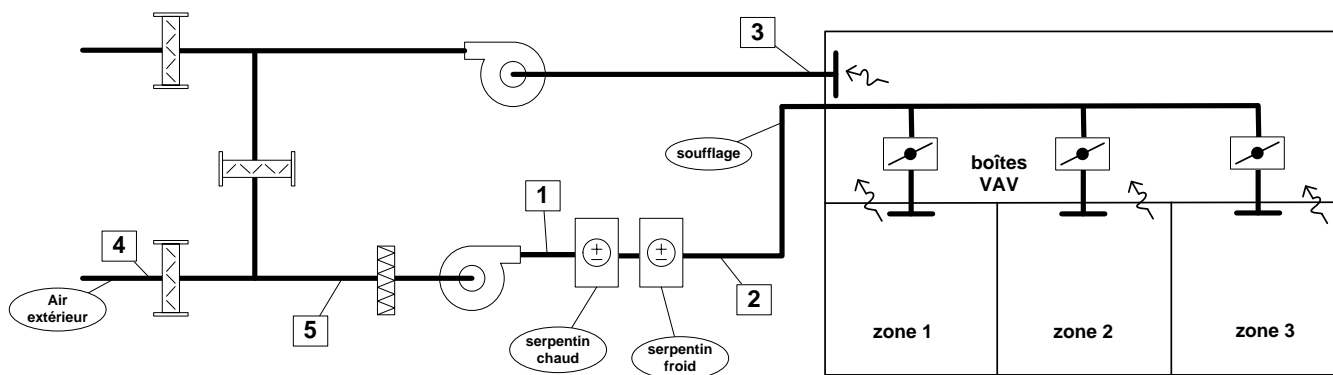 3
soufflage
boîtes
VAV
1
4
Air
extérieur
5
2
serpentin
chaud
serpentin
froid
zone 1
zone 2
zone 3